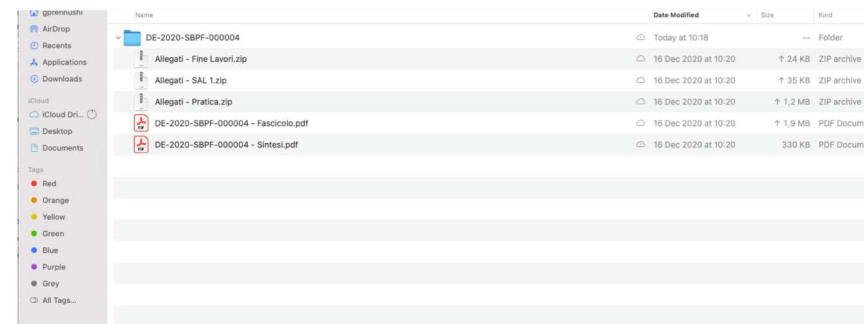 gprennushi
AirDrop
Recents
Applications
Downloads
iCloud
iCloud Dri...
Desktop
Documents
Tags
Red
Orange
Yellow
Green
Blue
Purple
Grey
All Tags...
Name Date Modified Size Kind
DE-2020-SBPF-000004 Today at 10:18 -- Folder
Allegati - Fine Lavori.zip 16 Dec 2020 at 10:20 ↑ 24 KB ZIP archive
Allegati - SAL 1.zip 16 Dec 2020 at 10:20 ↑ 35 KB ZIP archive
Allegati - Pratica.zip 16 Dec 2020 at 10:20 ↑ 1,2 MB ZIP archive
DE-2020-SBPF-000004 - Fascicolo.pdf 16 Dec 2020 at 10:20 ↑ 1,9 MB PDF Docum
DE-2020-SBPF-000004 - Sintesi.pdf 16 Dec 2020 at 10:20 330 KB PDF Docum